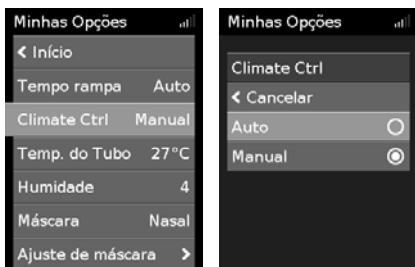 Minhas Opções
Início
Tempo rampa Auto
Climate Ctrl Manual
Temp. do Tubo 27°C
Humidade 4
Máscara Nasal
Ajuste de máscara
Minhas Opções
Climate Ctrl
Cancelar
Auto
Manual